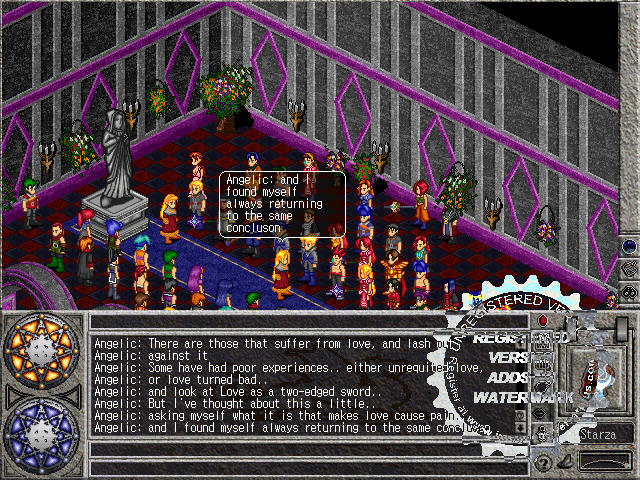 Angelic: and I
found myself
always returning
to the same
concluson
Angelic: There are those that suffer from love, and lash out
Angelic: against it
Angelic: Some have had poor experiences.. either unrequite love,
Angelic: or love turned bad..
Angelic: and look at Love as a two-edged sword..
Angelic: But I've thought about this a little..
Angelic: asking myself what it is that makes love cause pain
Angelic: and I found myself always returning to the same concluson
REGISTERED
VERS
ADDS
WATERMARK
Starza